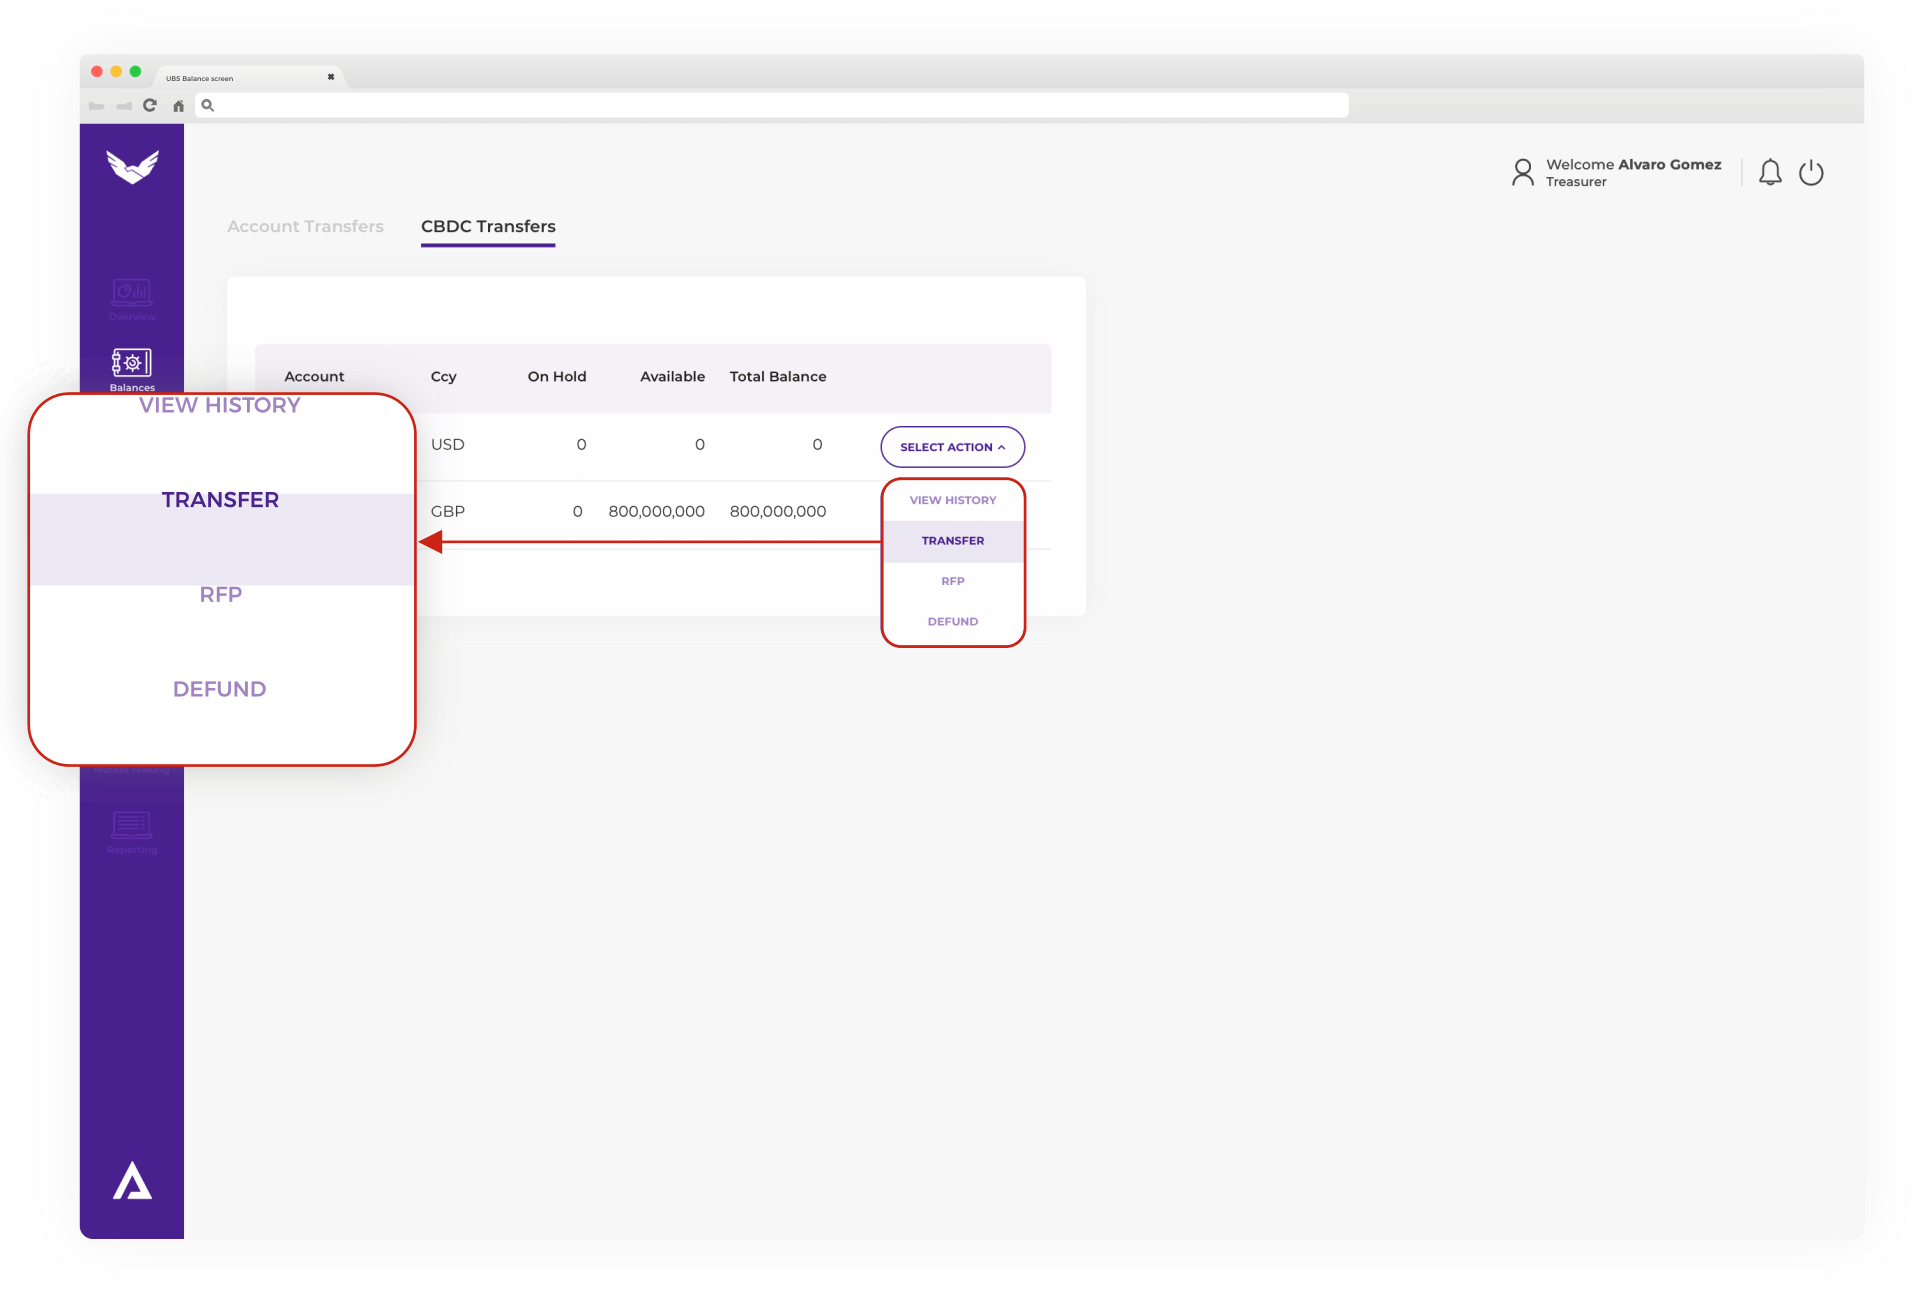 UBS Balance screen
Welcome Alvaro Gomez
Treasurer
Account Transfers CBDC Transfers
Overview
Balances
Account Ccy On Hold Available Total Balance
USD 0 0 0 SELECT ACTION
GBP 0 800,000,000 800,000,000
VIEW HISTORY
TRANSFER
RFP
DEFUND
VIEW HISTORY
TRANSFER
RFP
DEFUND
Market Making
Reporting